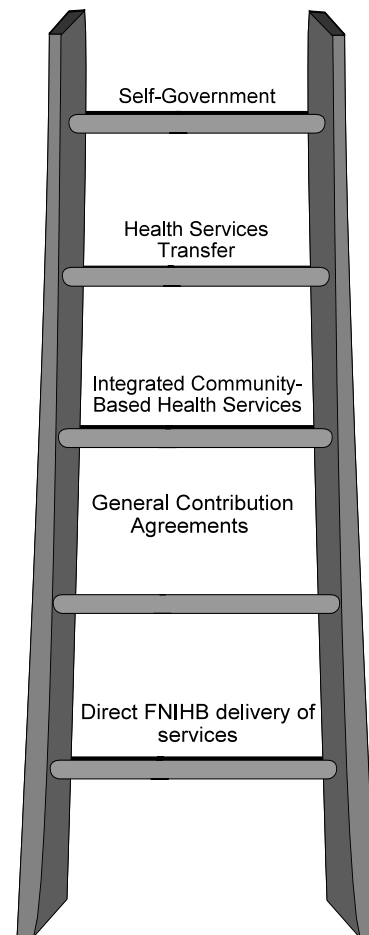 Self-Government
Health Services
Transfer
Integrated Community-
Based Health Services
General Contribution
Agreements
Direct FNIHB delivery of
services